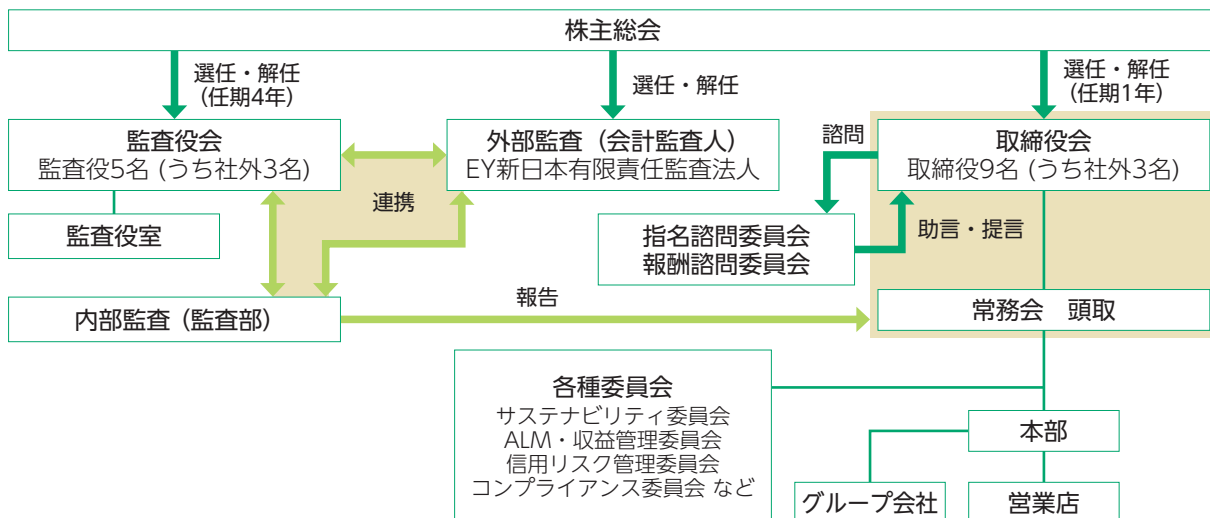 株主総会
選任・解任
(任期4年)
選任・解任
選任・解任
(任期1年)
監査役会
監査役5名 (うち社外3名)
外部監査(会計監査人)
EY新日本有限責任監査法人
諮問
取締役会
取締役9名 (うち社外3名)
連携
監査役室
指名諮問委員会
報酬諮問委員会
助言・提言
内部監査(監査部)
報告
常務会 頭取
各種委員会
サステナビリティ委員会
ALM・収益管理委員会
信用リスク管理委員会
コンプライアンス委員会 など
本部
グループ会社
営業店